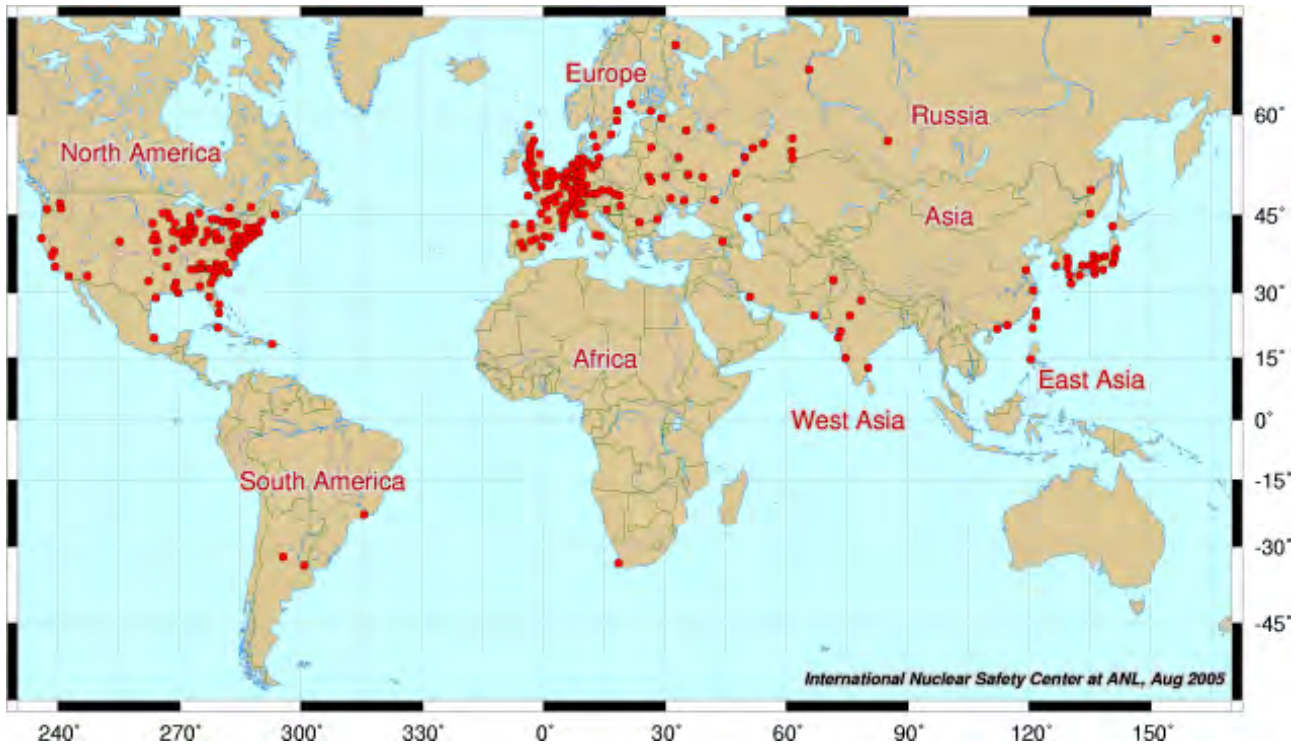 Europe
60°
Russia
North America
45°
Asia
30°
Africa
15°
East Asia
West Asia
0°
South America
-15°
-30°
-45°
International Nuclear Safety Center at ANL, Aug 2005
240° 270° 300° 330° 0° 30° 60° 90° 120° 150°